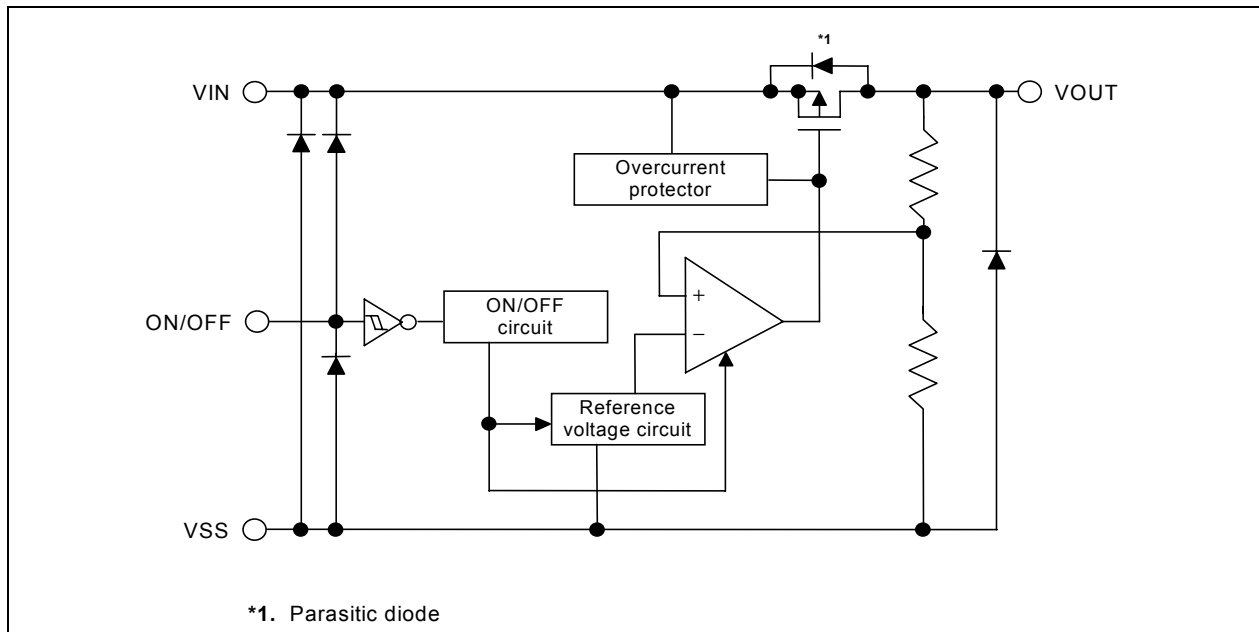 *1
VIN
VOUT
Overcurrent
protector
+
−
ON/OFF
ON/OFF
circuit
Reference
voltage circuit
VSS
*1. Parasitic diode